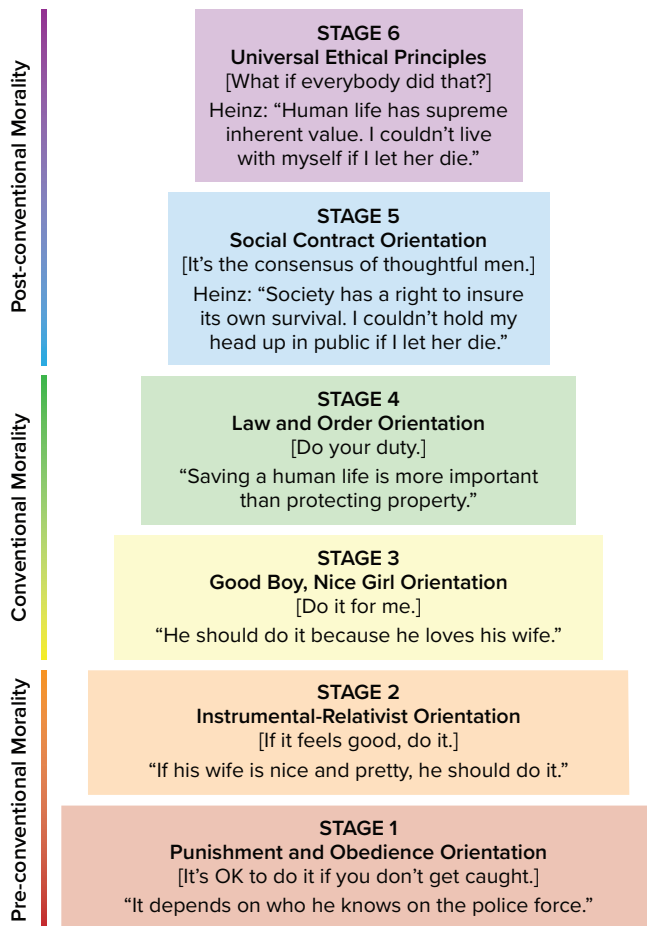 Post-conventional Morality
STAGE 6
Universal Ethical Principles
[What if everybody did that?]
Heinz: “Human life has supreme
inherent value. I couldn’t live
with myself if I let her die.”
STAGE 5
Social Contract Orientation
[It’s the consensus of thoughtful men.]
Heinz: “Society has a right to insure
its own survival. I couldn’t hold my
head up in public if I let her die.”
Conventional Morality
STAGE 4
Law and Order Orientation
[Do your duty.]
“Saving a human life is more important
than protecting property.”
STAGE 3
Good Boy, Nice Girl Orientation
[Do it for me.]
“He should do it because he loves his wife.”
Pre-conventional Morality
STAGE 2
Instrumental-Relativist Orientation
[If it feels good, do it.]
“If his wife is nice and pretty, he should do it.”
STAGE 1
Punishment and Obedience Orientation
[It’s OK to do it if you don’t get caught.]
“It depends on who he knows on the police force.”